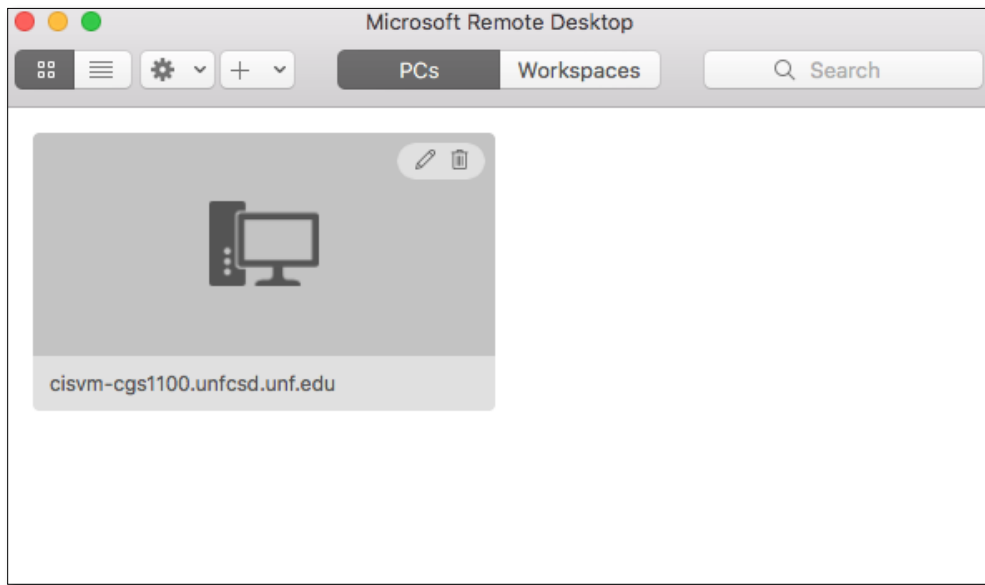 Microsoft Remote Desktop
PCs Workspaces Search
cisvm-cgs1100.unfcsd.unf.edu